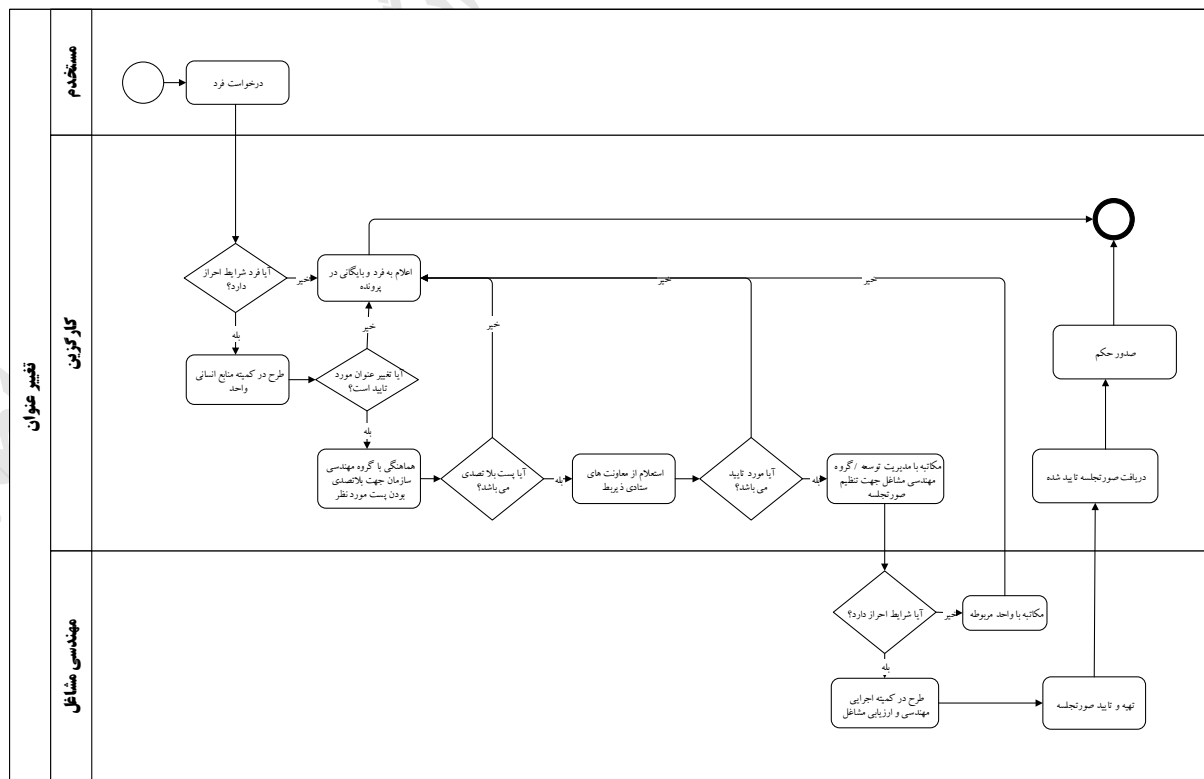 تغییر عنوان
مستخدم
درخواست فرد
کارگزین
آیا فرد شرایط احراز
دارد؟
خیر
اعلام به فرد و بایگانی در
پرونده
بله
طرح در کمیته منابع انسانی
واحد
آیا تغییر عنوان مورد
تایید است؟
خیر
بله
هماهنگی با گروه مهندسی
سازمان جهت بلاتصدی
بودن پست مورد نظر
آیا پست بلاتصدی
می باشد؟
خیر
بله
استعلام از معاونت های
ستادی ذیربط
آیا مورد تایید
می باشد؟
خیر
بله
مکاتبه با مدیریت توسعه /گروه
مهندسی مشاغل جهت تنظیم
صورتجلسه
مهندسی مشاغل
آیا شرایط احراز دارد؟
خیر
مکاتبه با واحد مربوطه
خیر
بله
طرح در کمیته اجرایی
مهندسی و ارزیابی مشاغل
تهیه و تایید صورتجلسه
دریافت صورتجلسه تایید شده
صدور حکم